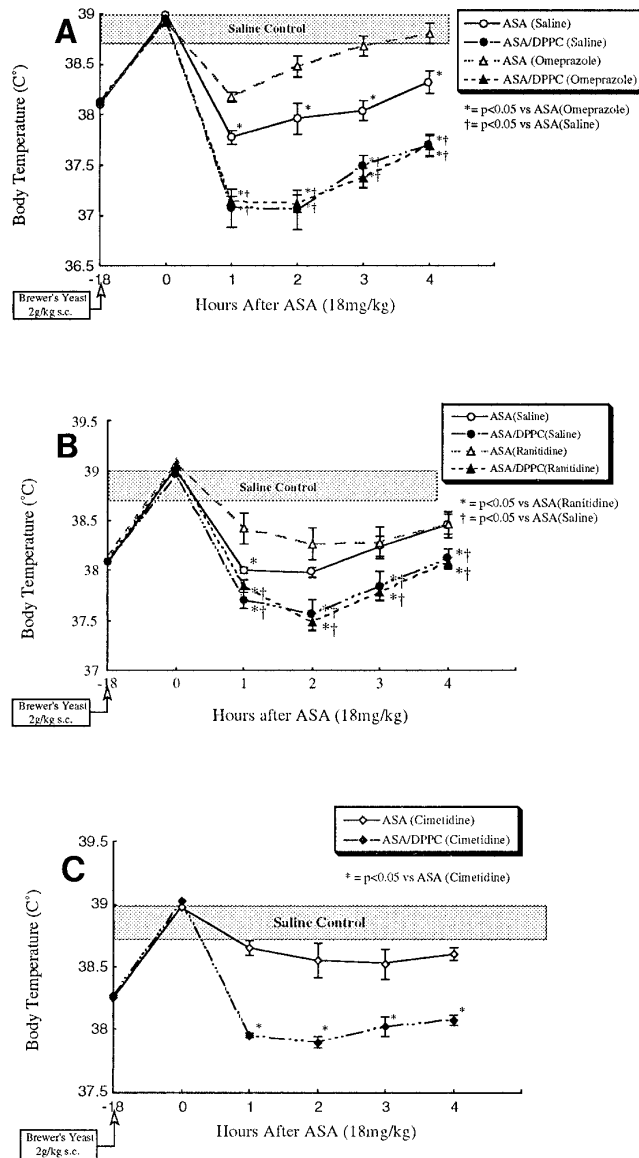 A
Saline Control
ASA (Saline)
ASA/DPPC (Saline)
ASA (Omeprazole)
ASA/DPPC (Omeprazole)
*= p<0.05 vs ASA(Omeprazole)
†= p<0.05 vs ASA(Saline)
Body Temperature (C°)
39
38.5
38
37.5
37
36.5
* * * *
*† *† *† *†
*† *† *† *†
-18 0 1 2 3 4
Brewer's Yeast
2g/kg s.c.
Hours After ASA (18mg/kg)
B
Saline Control
ASA(Saline)
ASA/DPPC(Saline)
ASA(Ranitidine)
ASA/DPPC(Ranitidine)
* = p<0.05 vs ASA(Ranitidine)
† = p<0.05 vs ASA(Saline)
Body Temperature (°C)
39.5
39
38.5
38
37.5
37
*
*† *† *† *†
*† *† *† *†
-18 0 1 2 3 4
Brewer's Yeast
2g/kg s.c.
Hours after ASA (18mg/kg)
C
ASA (Cimetidine)
ASA/DPPC (Cimetidine)
* = p<0.05 vs ASA (Cimetidine)
Saline Control
Body Temperature (C°)
39.5
39
38.5
38
37.5
* * * *
-18 0 1 2 3 4
Brewer's Yeast
2g/kg s.c.
Hours After ASA (18mg/kg)